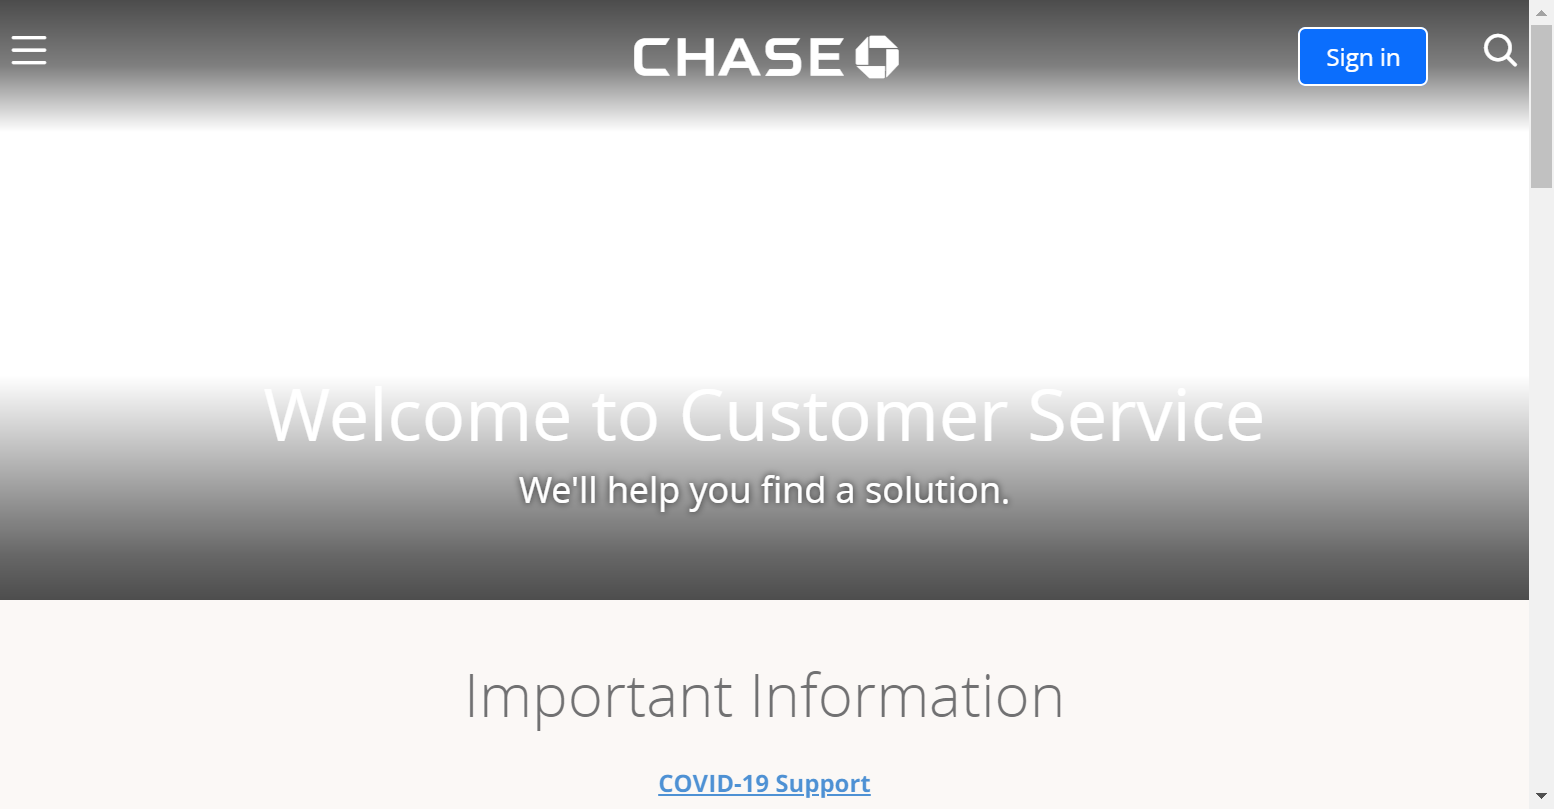 CHASE
Sign in
Welcome to Customer Service
We'll help you find a solution.
Important Information
COVID-19 Support